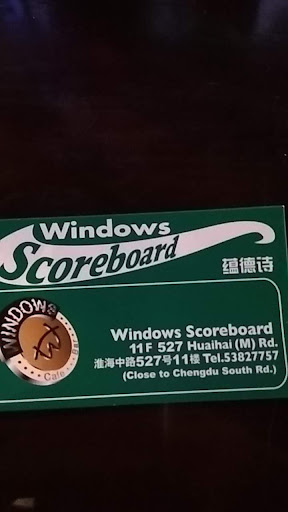 Windows
Scoreboard
蕴德诗
WINDOWS
Cafe Bar
Windows Scoreboard
11F 527 Huaihai (M) Rd.
淮海中路527号11楼 Tel.53827757
(Close to Chengdu South Rd.)